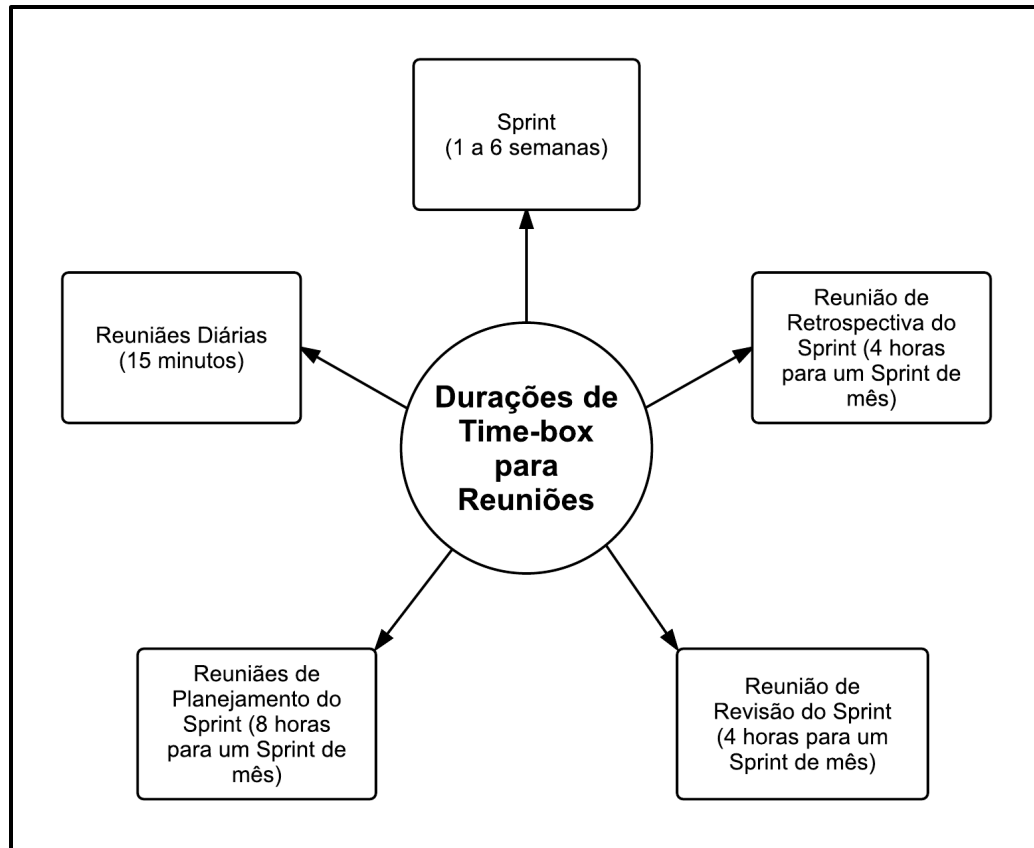 Sprint
(1 a 6 semanas)
Reuniães Diárias
(15 minutos)
Reunião de
Retrospectiva do
Sprint (4 horas
para um Sprint de
mês)
Durações de
Time-box
para
Reuniões
Reuniães de
Planejamento do
Sprint (8 horas
para um Sprint de
mês)
Reunião de
Revisão do Sprint
(4 horas para um
Sprint de mês)